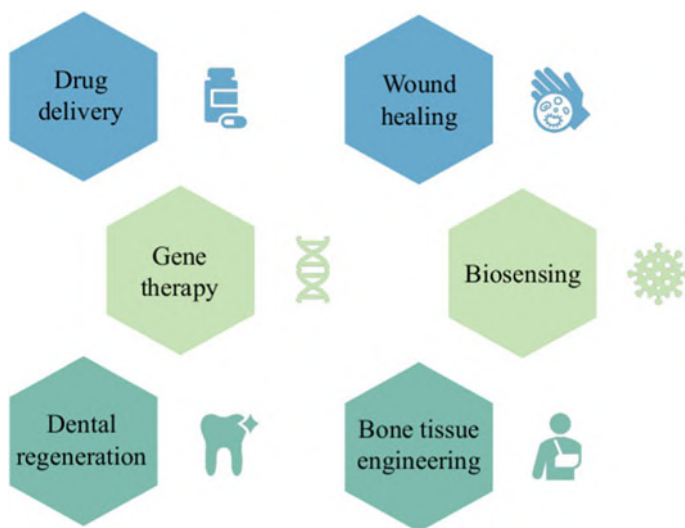 Drug
delivery
Wound
healing
Gene
therapy
Biosensing
Dental
regeneration
Bone tissue
engineering